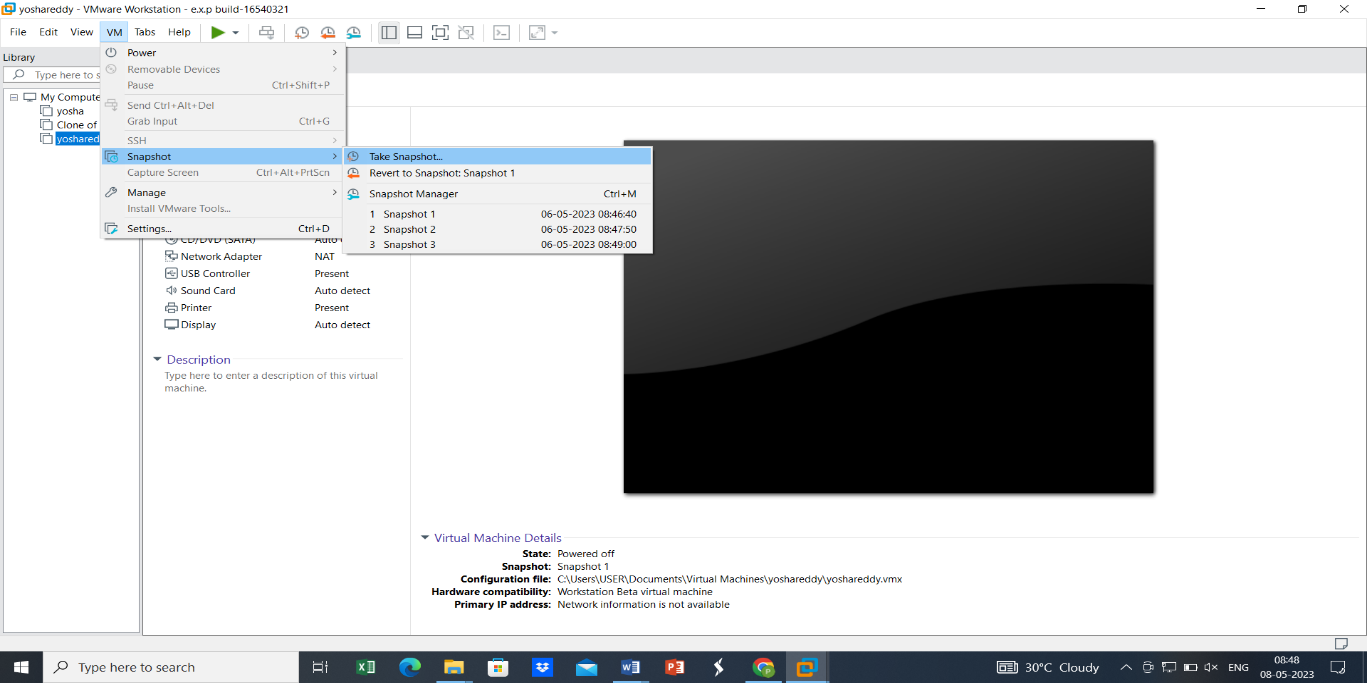 yoshareddy - VMware Workstation - e.x.p build-16540321
File Edit View VM Tabs Help
Library
Type here to s
My Compute
yosha
Clone of
yoshared
Power
Removable Devices
Pause Ctrl+Shift+P
Send Ctrl+Alt+Del
Grab Input Ctrl+G
SSH
Snapshot
Capture Screen Ctrl+Alt+PrtScn
Manage
Install VMware Tools...
Settings... Ctrl+D
Take Snapshot...
Revert to Snapshot: Snapshot 1
Snapshot Manager Ctrl+M
1 Snapshot 1 06-05-2023 08:46:40
2 Snapshot 2 06-05-2023 08:47:50
3 Snapshot 3 06-05-2023 08:49:00
CD/DVD (SATA) Auto
Network Adapter NAT
USB Controller Present
Sound Card Auto detect
Printer Present
Display Auto detect
Description
Type here to enter a description of this virtual
machine.
Virtual Machine Details
State: Powered off
Snapshot: Snapshot 1
Configuration file: C:\Users\USER\Documents\Virtual Machines\yoshareddy\yoshareddy.vmx
Hardware compatibility: Workstation Beta virtual machine
Primary IP address: Network information is not available
Type here to search
30°C Cloudy
ENG
08:48
08-05-2023